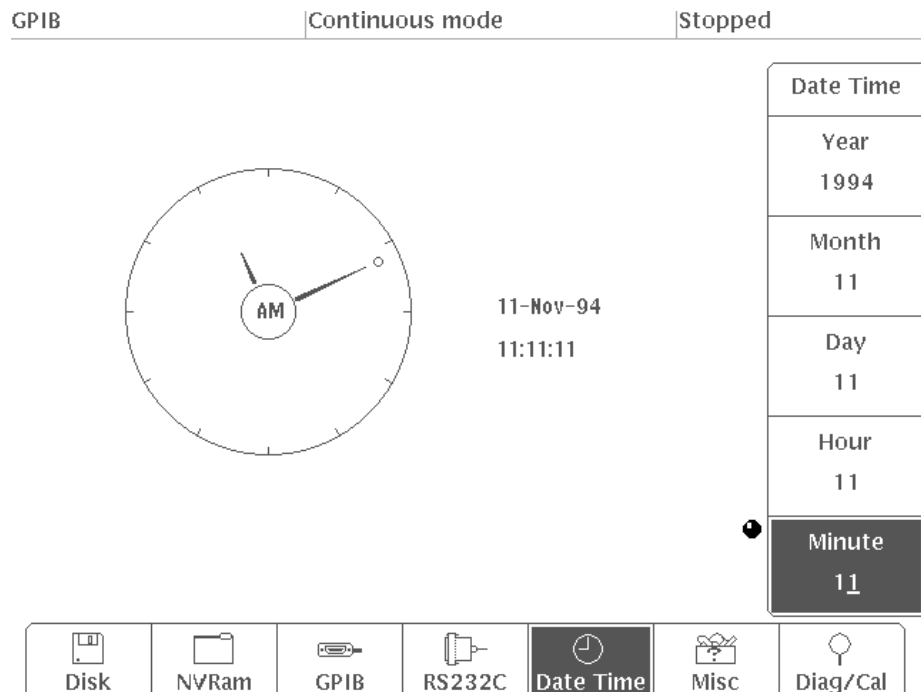 GPIB
Continuous mode
Stopped
AM
11-Nov-94
11:11:11
Date Time
Year
1994
Month
11
Day
11
Hour
11
Minute
11
?
Disk
NVRam
GPIB
RS232C
Date Time
Misc
Diag/Cal